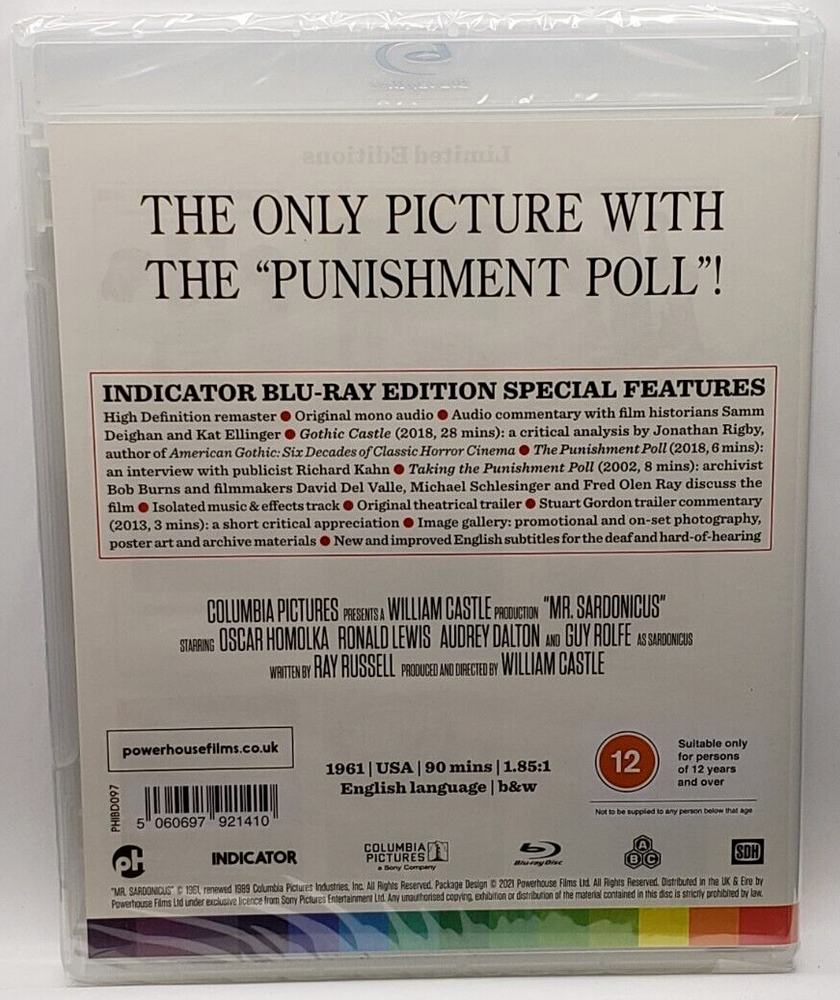 Limited Editions
THE ONLY PICTURE WITH
THE “PUNISHMENT POLL”!
INDICATOR BLU-RAY EDITION SPECIAL FEATURES
High Definition remaster ● Original mono audio ● Audio commentary with film historians Samm
Deighan and Kat Ellinger ● Gothic Castle (2018, 28 mins): a critical analysis by Jonathan Rigby,
author of American Gothic: Six Decades of Classic Horror Cinema ● The Punishment Poll (2018, 6 mins):
an interview with publicist Richard Kahn ● Taking the Punishment Poll (2002, 8 mins): archivist
Bob Burns and filmmakers David Del Valle, Michael Schlesinger and Fred Olen Ray discuss the
film ● Isolated music & effects track ● Original theatrical trailer ● Stuart Gordon trailer commentary
(2013, 3 mins): a short critical appreciation ● Image gallery: promotional and on-set photography,
poster art and archive materials ● New and improved English subtitles for the deaf and hard-of-hearing
COLUMBIA PICTURES PRESENTS A WILLIAM CASTLE PRODUCTION "MR. SARDONICUS"
STARRING OSCAR HOMOLKA RONALD LEWIS AUDREY DALTON AND GUY ROLFE AS SARDONICUS
WRITTEN BY RAY RUSSELL PRODUCED AND DIRECTED BY WILLIAM CASTLE
powerhousefilms.co.uk
1961 | USA | 90 mins | 1.85:1
English language | b&w
12
Suitable only
for persons
of 12 years
and over
Not to be supplied to any person below that age
PHIBD097
5 060697 921410
pH
INDICATOR
COLUMBIA
PICTURES
a Sony Company
Blu-ray Disc
A
B C
SDH
"MR. SARDONICUS" © 1961, renewed 1989 Columbia Pictures Industries, Inc. All Rights Reserved. Package Design © 2021 Powerhouse Films Ltd. All Rights Reserved. Distributed in the UK & Eire by
Powerhouse Films Ltd under exclusive licence from Sony Pictures Entertainment Ltd. Any unauthorised copying, exhibition or distribution of the material contained in this disc is strictly prohibited by law.